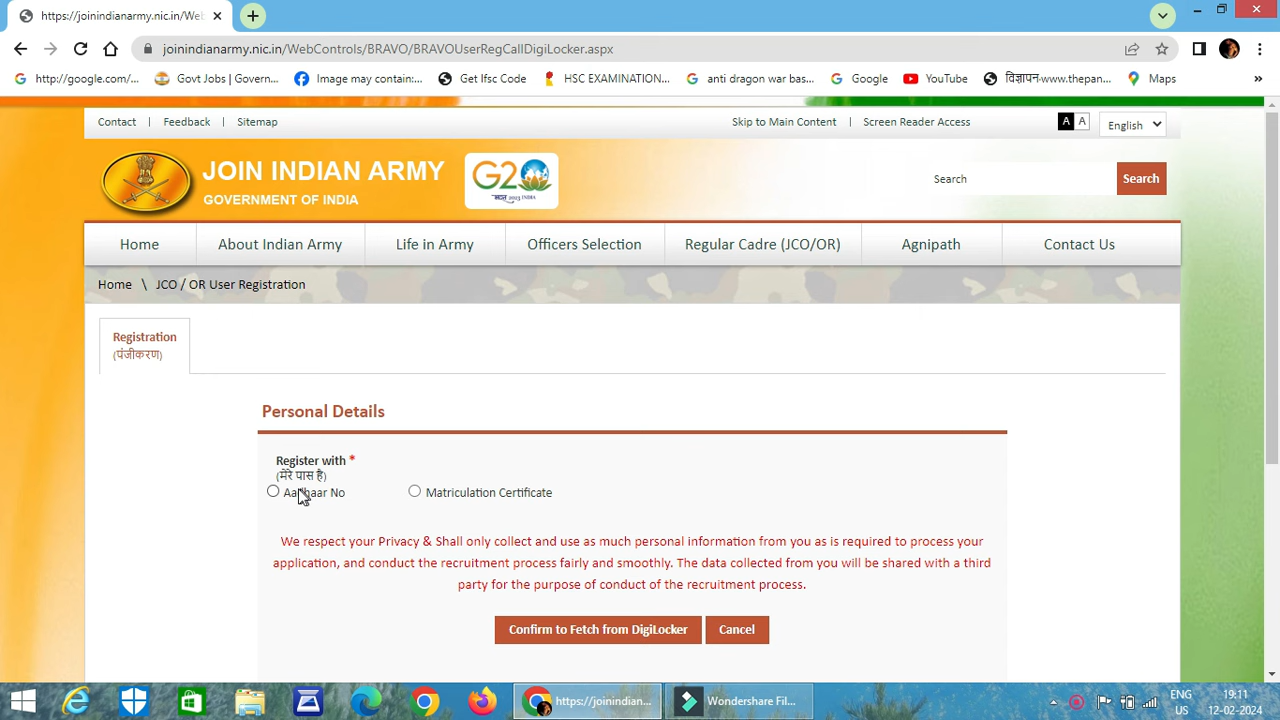 https://joinindianarmy.nic.in/We
joinindianarmy.nic.in/WebControls/BRAVO/BRAVOUserRegCallDigiLocker.aspx
http://google.com/... Govt Jobs | Govern... Image may contain:... Get Ifsc Code HSC EXAMINATION... anti dragon war bas... Google YouTube विज्ञापन-www.thepan... Maps »
Contact | Feedback | Sitemap Skip to Main Content | Screen Reader Access A A English
JOIN INDIAN ARMY
GOVERNMENT OF INDIA
G20
Search Search
Home About Indian Army Life in Army Officers Selection Regular Cadre (JCO/OR) Agnipath Contact Us
Home \ JCO / OR User Registration
Registration
(पंजीकरण)
Personal Details
Register with *
(मेरे पास है)
Aadhaar No Matriculation Certificate
We respect your Privacy & Shall only collect and use as much personal information from you as is required to process your
application, and conduct the recruitment process fairly and smoothly. The data collected from you will be shared with a third
party for the purpose of conduct of the recruitment process.
Confirm to Fetch from DigiLocker Cancel
https://joinindian... Wondershare Fil... ENG 19:11
US 12-02-2024